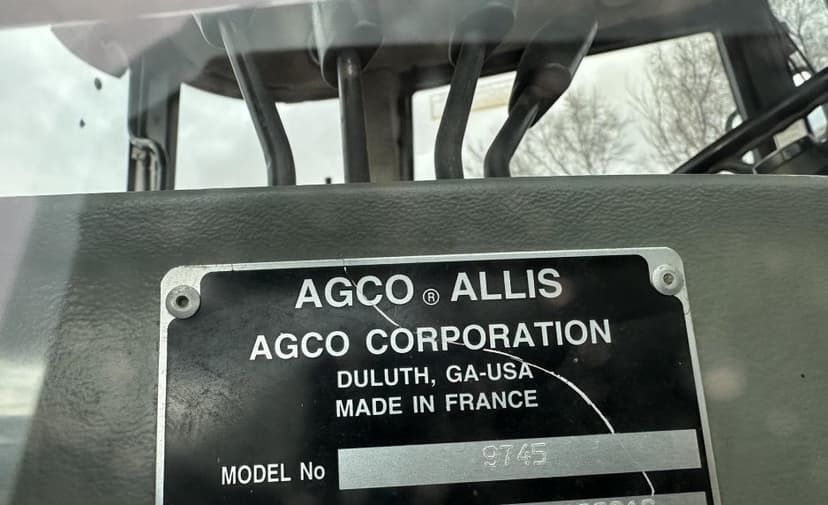 AGCO ® ALLIS
AGCO CORPORATION
DULUTH, GA-USA
MADE IN FRANCE
MODEL No 9745